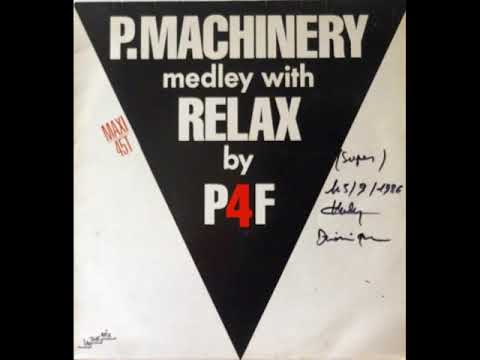 P.MACHINERY
medley with
RELAX
by
P4F
MAXI
45T
(Super)